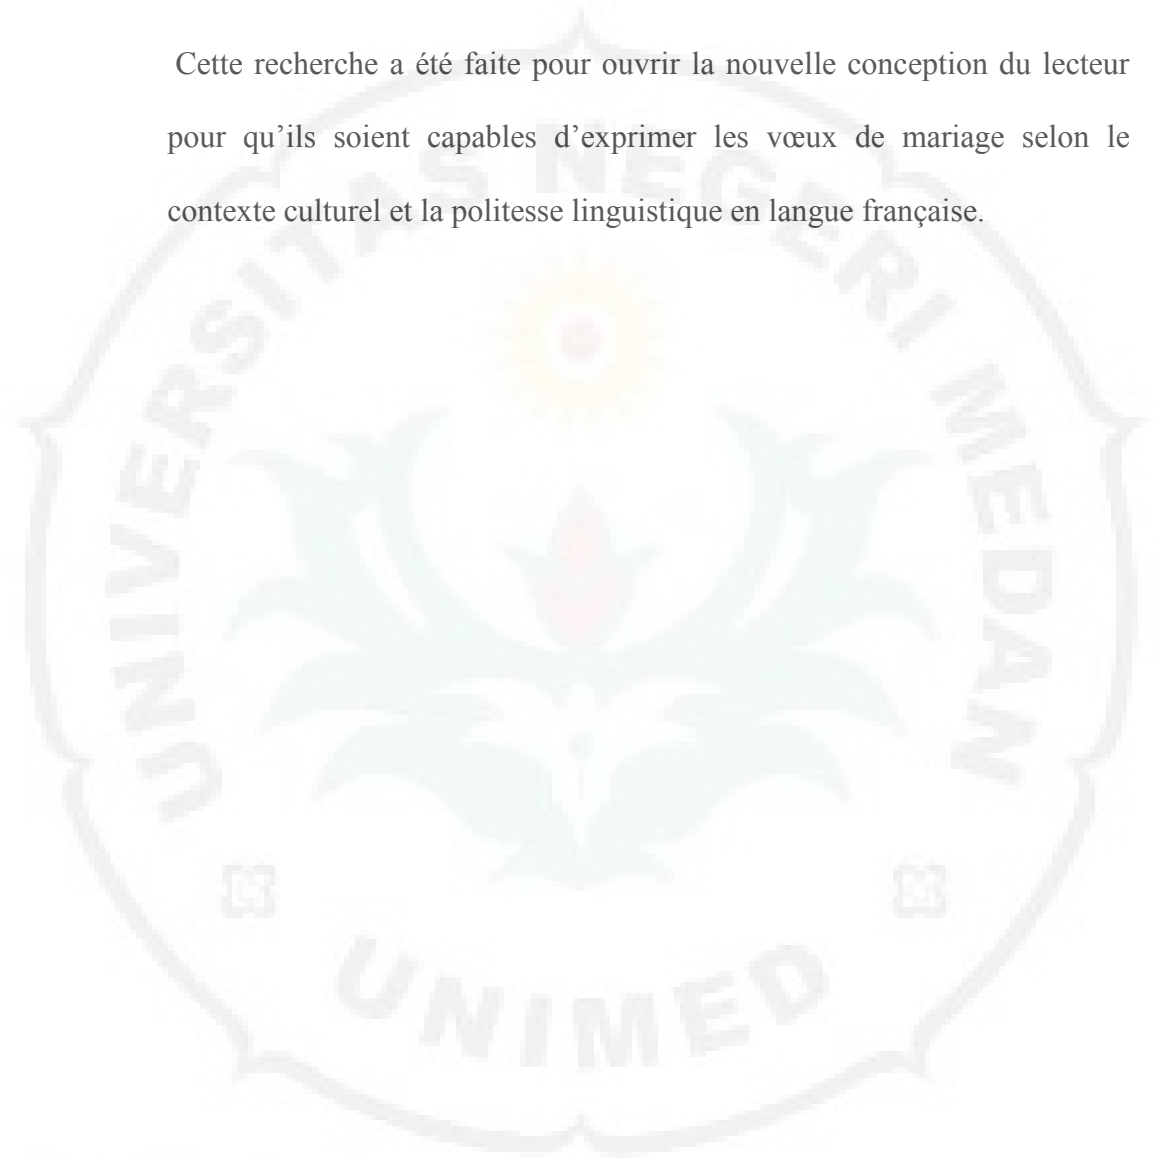 Cette recherche a été faite pour ouvrir la nouvelle conception du lecteur
pour qu’ils soient capables d’exprimer les vœux de mariage selon le
contexte culturel et la politesse linguistique en langue française.
UNIVERSITAS NEGERI MEDAN
UNIMED